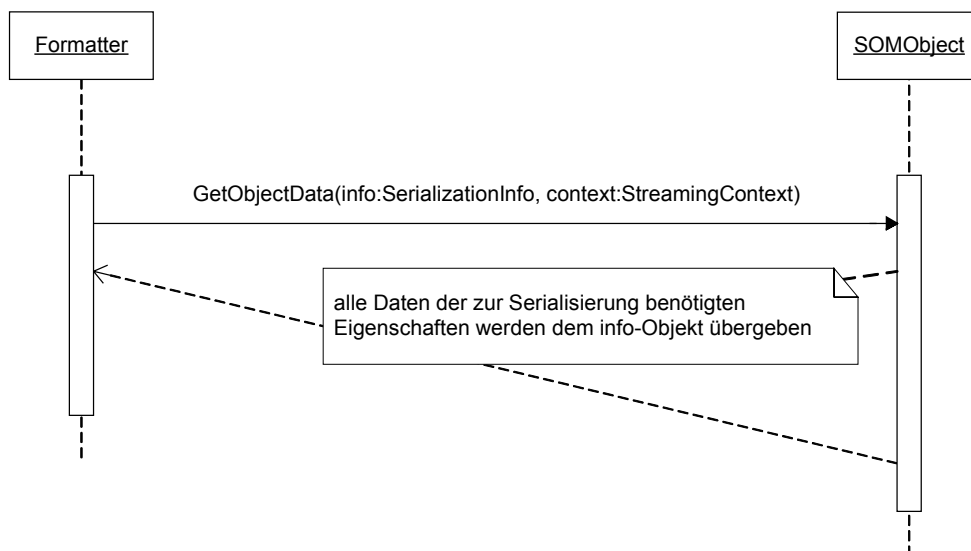 Formatter
SOMObject
GetObjectData(info:SerializationInfo, context:StreamingContext)
alle Daten der zur Serialisierung benötigten
Eigenschaften werden dem info-Objekt übergeben